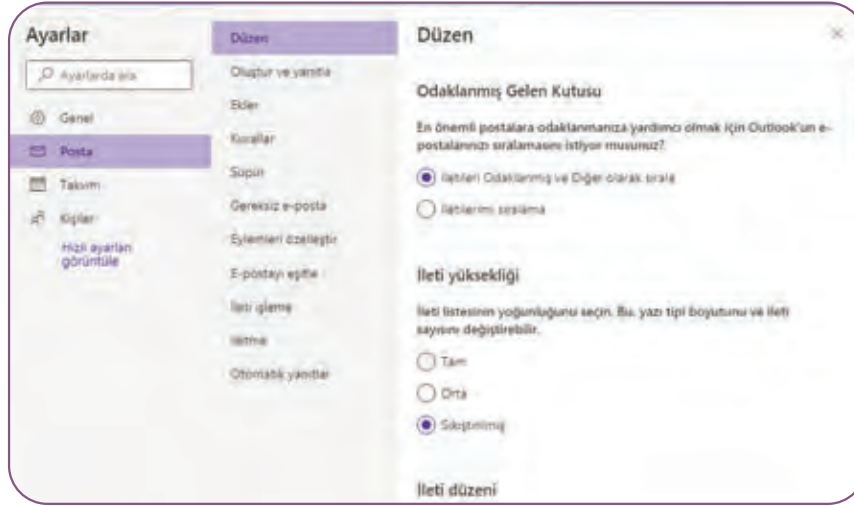 Ayarlar
Ayarlarda ara
Genel
Posta
Takvim
Kişiler
Hızlı ayarları
görüntüle
Düzen
Oluştur ve yanıtla
Ekler
Kurallar
Süpür
Gereksiz e-posta
Eylemleri özelleştir
E-postayı eşitle
İleti işleme
İletme
Otomatik yanıtlar
Düzen
Odaklanmış Gelen Kutusu
En önemli postalara odaklanmanıza yardımcı olmak için Outlook'un e-
postalarınızı sıralamasını istiyor musunuz?
İletileri Odaklanmış ve Diğer olarak sırala
İletilerimi sıralama
İleti yüksekliği
İleti listesinin yoğunluğunu seçin. Bu, yazı tipi boyutunu ve ileti
sayısını değiştirebilir.
Tam
Orta
Sıkıştırılmış
İleti düzeni